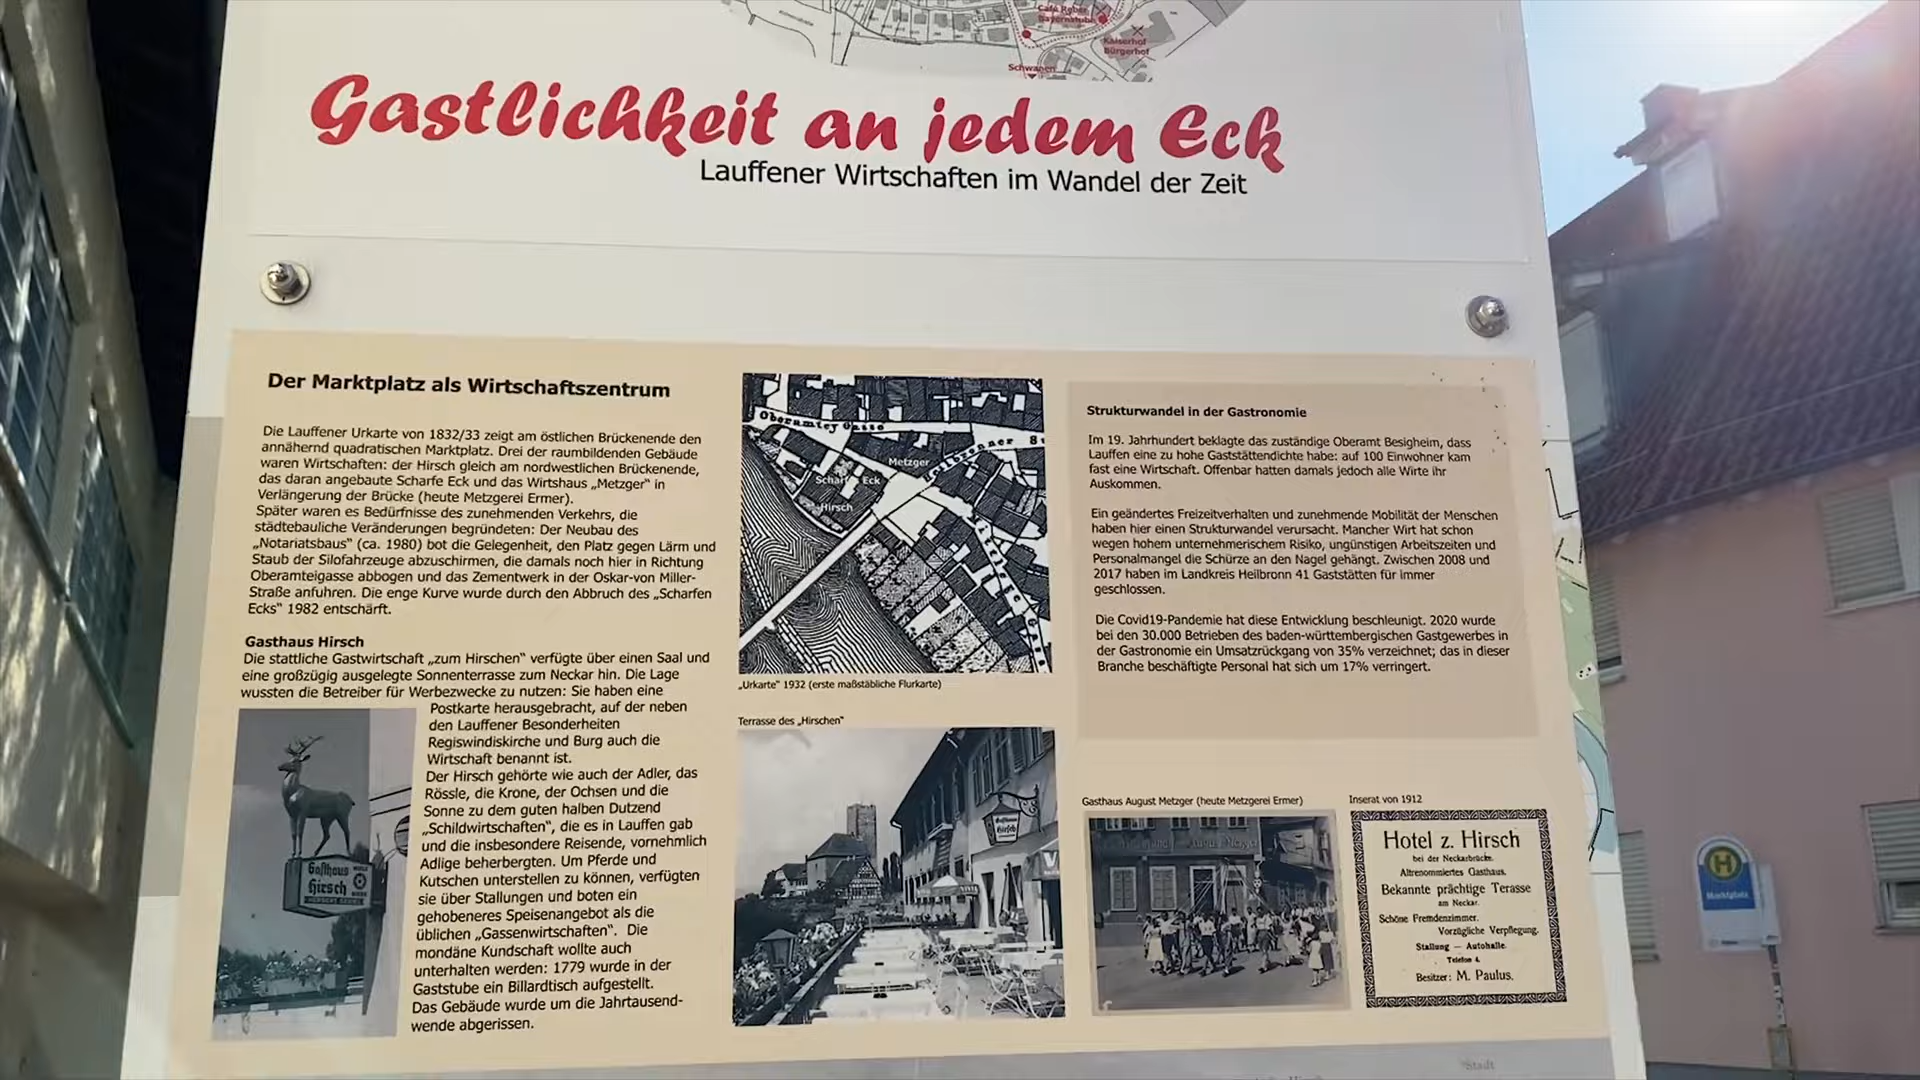 Café Reber
Bayernstube
Kaiserhof
Bürgerhof
Schwanen
Gastlichkeit an jedem Eck
Lauffener Wirtschaften im Wandel der Zeit
Der Marktplatz als Wirtschaftszentrum
Die Lauffener Urkarte von 1832/33 zeigt am östlichen Brückenende den
annähernd quadratischen Marktplatz. Drei der raumbildenden Gebäude
waren Wirtschaften: der Hirsch gleich am nordwestlichen Brückenende,
das daran angebaute Scharfe Eck und das Wirtshaus „Metzger" in
Verlängerung der Brücke (heute Metzgerei Ermer).
Später waren es Bedürfnisse des zunehmenden Verkehrs, die
städtebauliche Veränderungen begründeten: Der Neubau des
„Notariatsbaus" (ca. 1980) bot die Gelegenheit, den Platz gegen Lärm und
Staub der Silofahrzeuge abzuschirmen, die damals noch hier in Richtung
Oberamteigasse abbogen und das Zementwerk in der Oskar-von Miller-
Straße anfuhren. Die enge Kurve wurde durch den Abbruch des „Scharfen
Ecks" 1982 entschärft.
Gasthaus Hirsch
Die stattliche Gastwirtschaft „zum Hirschen" verfügte über einen Saal und
eine großzügig ausgelegte Sonnenterrasse zum Neckar hin. Die Lage
wussten die Betreiber für Werbezwecke zu nutzen: Sie haben eine
Postkarte herausgebracht, auf der neben
den Lauffener Besonderheiten
Regiswindiskirche und Burg auch die
Wirtschaft benannt ist.
Der Hirsch gehörte wie auch der Adler, das
Rössle, die Krone, der Ochsen und die
Sonne zu dem guten halben Dutzend
„Schildwirtschaften", die es in Lauffen gab
und die insbesondere Reisende, vornehmlich
Adlige beherbergten. Um Pferde und
Kutschen unterstellen zu können, verfügten
sie über Stallungen und boten ein
gehobeneres Speisenangebot als die
üblichen „Gassenwirtschaften". Die
mondäne Kundschaft wollte auch
unterhalten werden: 1779 wurde in der
Gaststube ein Billardtisch aufgestellt.
Das Gebäude wurde um die Jahrtausend-
wende abgerissen.
Gasthaus
Hirsch
Oberamtey Gasse
Metzger
Scharfes Eck
Hirsch
„Urkarte" 1932 (erste maßstäbliche Flurkarte)
Terrasse des „Hirschen"
Gasthaus
Hirsch
Strukturwandel in der Gastronomie
Im 19. Jahrhundert beklagte das zuständige Oberamt Besigheim, dass
Lauffen eine zu hohe Gaststättendichte habe: auf 100 Einwohner kam
fast eine Wirtschaft. Offenbar hatten damals jedoch alle Wirte ihr
Auskommen.
Ein geändertes Freizeitverhalten und zunehmende Mobilität der Menschen
haben hier einen Strukturwandel verursacht. Mancher Wirt hat schon
wegen hohem unternehmerischem Risiko, ungünstigen Arbeitszeiten und
Personalmangel die Schürze an den Nagel gehängt. Zwischen 2008 und
2017 haben im Landkreis Heilbronn 41 Gaststätten für immer
geschlossen.
Die Covid19-Pandemie hat diese Entwicklung beschleunigt. 2020 wurde
bei den 30.000 Betrieben des baden-württembergischen Gastgewerbes in
der Gastronomie ein Umsatzrückgang von 35% verzeichnet; das in dieser
Branche beschäftigte Personal hat sich um 17% verringert.
Gasthaus August Metzger (heute Metzgerei Ermer)
Inserat von 1912
Hotel z. Hirsch
bei der Neckarbrücke.
Altrenommiertes Gasthaus.
Bekannte prächtige Terasse
am Neckar.
Schöne Fremdenzimmer.
Vorzügliche Verpflegung.
Stallung — Autohalle.
Telefon 4.
Besitzer: M. Paulus.
H
Marktplatz
Stadt